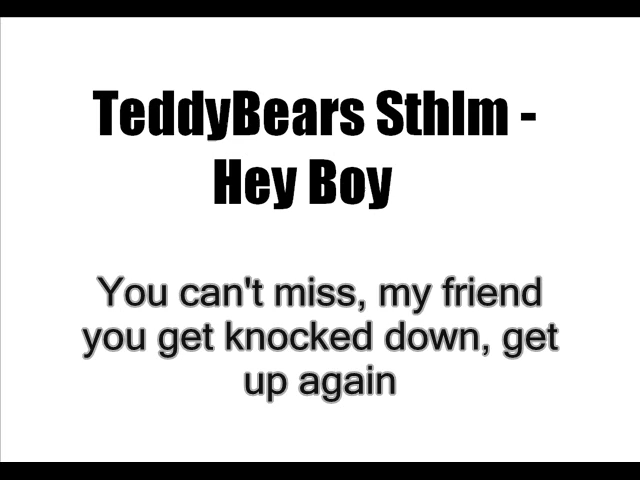 TeddyBears Sthlm -
Hey Boy
You can't miss, my friend
you get knocked down, get
up again